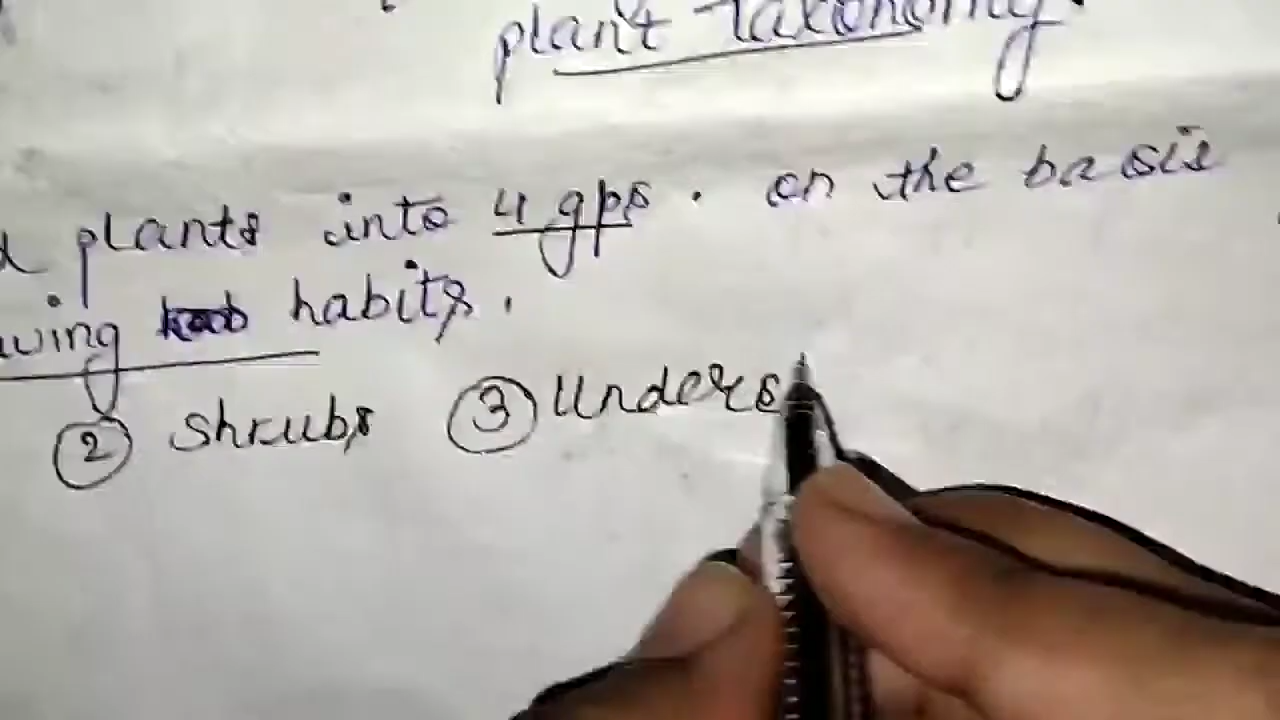 plant taxonomy.
plants into 4 gps. on the basis
habits.
② Shrubs ③ Unders